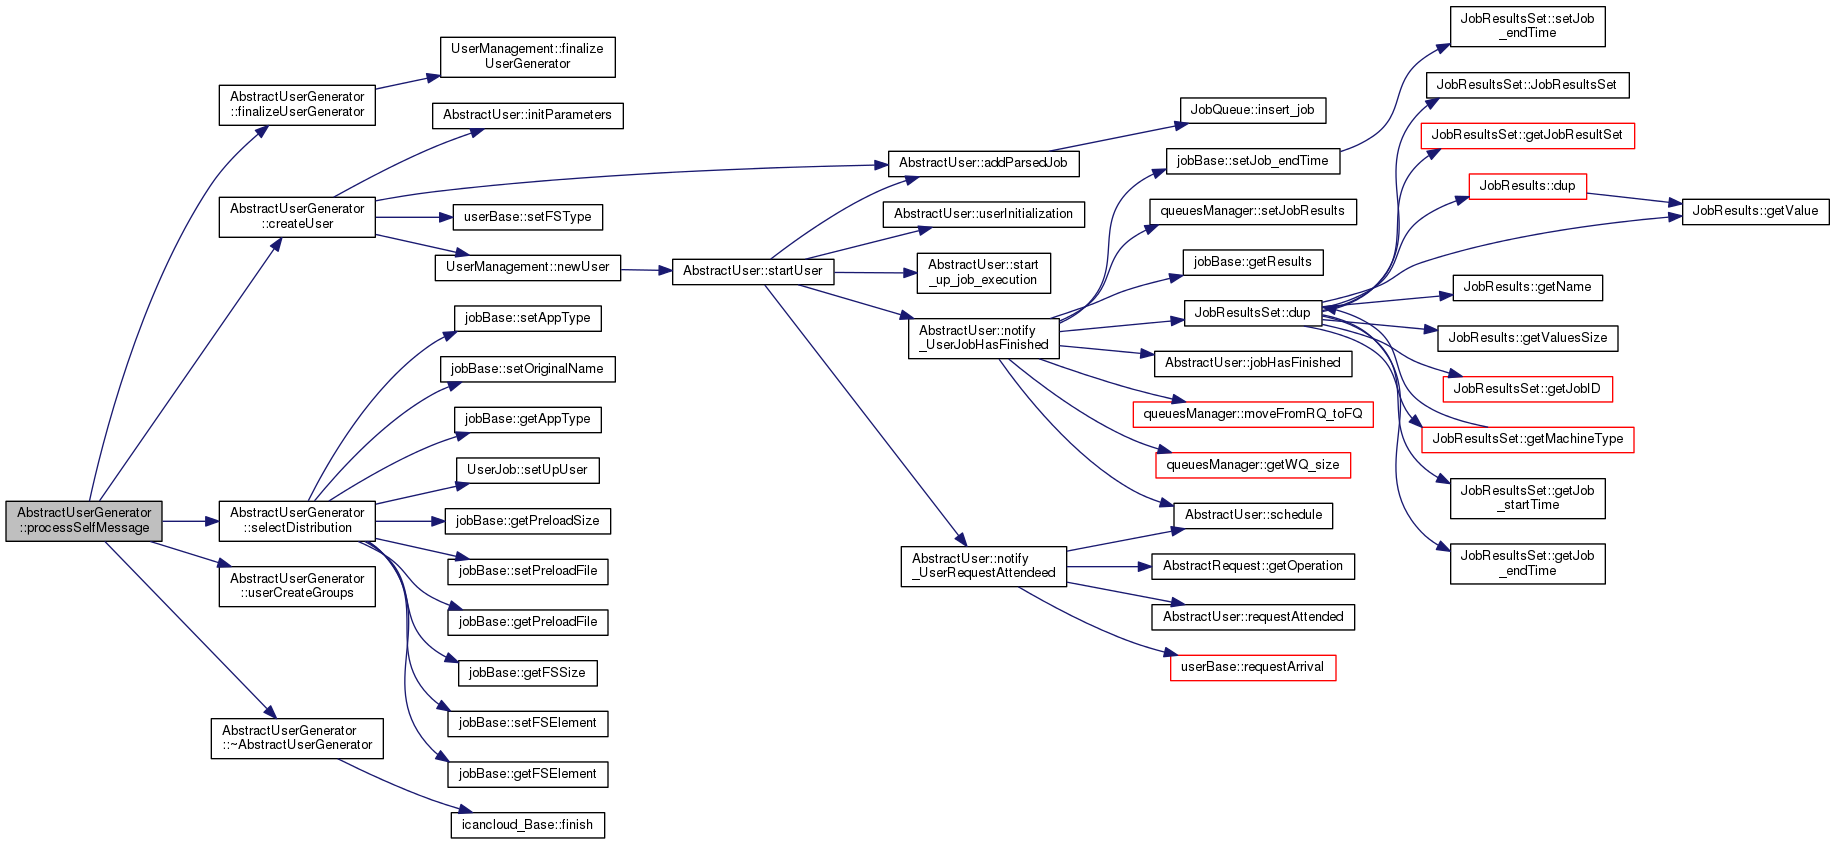 AbstractUserGenerator
::processSelfMessage
AbstractUserGenerator
::finalizeUserGenerator
AbstractUserGenerator
::createUser
AbstractUserGenerator
::selectDistribution
AbstractUserGenerator
::userCreateGroups
AbstractUserGenerator
::~AbstractUserGenerator
UserManagement::finalize
UserGenerator
AbstractUser::initParameters
userBase::setFSType
UserManagement::newUser
jobBase::setAppType
jobBase::setOriginalName
jobBase::getAppType
UserJob::setUpUser
jobBase::getPreloadSize
jobBase::setPreloadFile
jobBase::getPreloadFile
jobBase::getFSSize
jobBase::setFSElement
jobBase::getFSElement
icancloud_Base::finish
AbstractUser::startUser
AbstractUser::addParsedJob
AbstractUser::userInitialization
AbstractUser::start
_up_job_execution
AbstractUser::notify
_UserJobHasFinished
AbstractUser::notify
_UserRequestAttendeed
JobQueue::insert_job
jobBase::setJob_endTime
queuesManager::setJobResults
jobBase::getResults
JobResultsSet::dup
AbstractUser::jobHasFinished
queuesManager::moveFromRQ_toFQ
queuesManager::getWQ_size
AbstractUser::schedule
AbstractRequest::getOperation
AbstractUser::requestAttended
userBase::requestArrival
JobResultsSet::setJob
_endTime
JobResultsSet::JobResultsSet
JobResultsSet::getJobResultSet
JobResults::dup
JobResults::getValue
JobResults::getName
JobResults::getValuesSize
JobResultsSet::getJobID
JobResultsSet::getMachineType
JobResultsSet::getJob
_startTime
JobResultsSet::getJob
_endTime